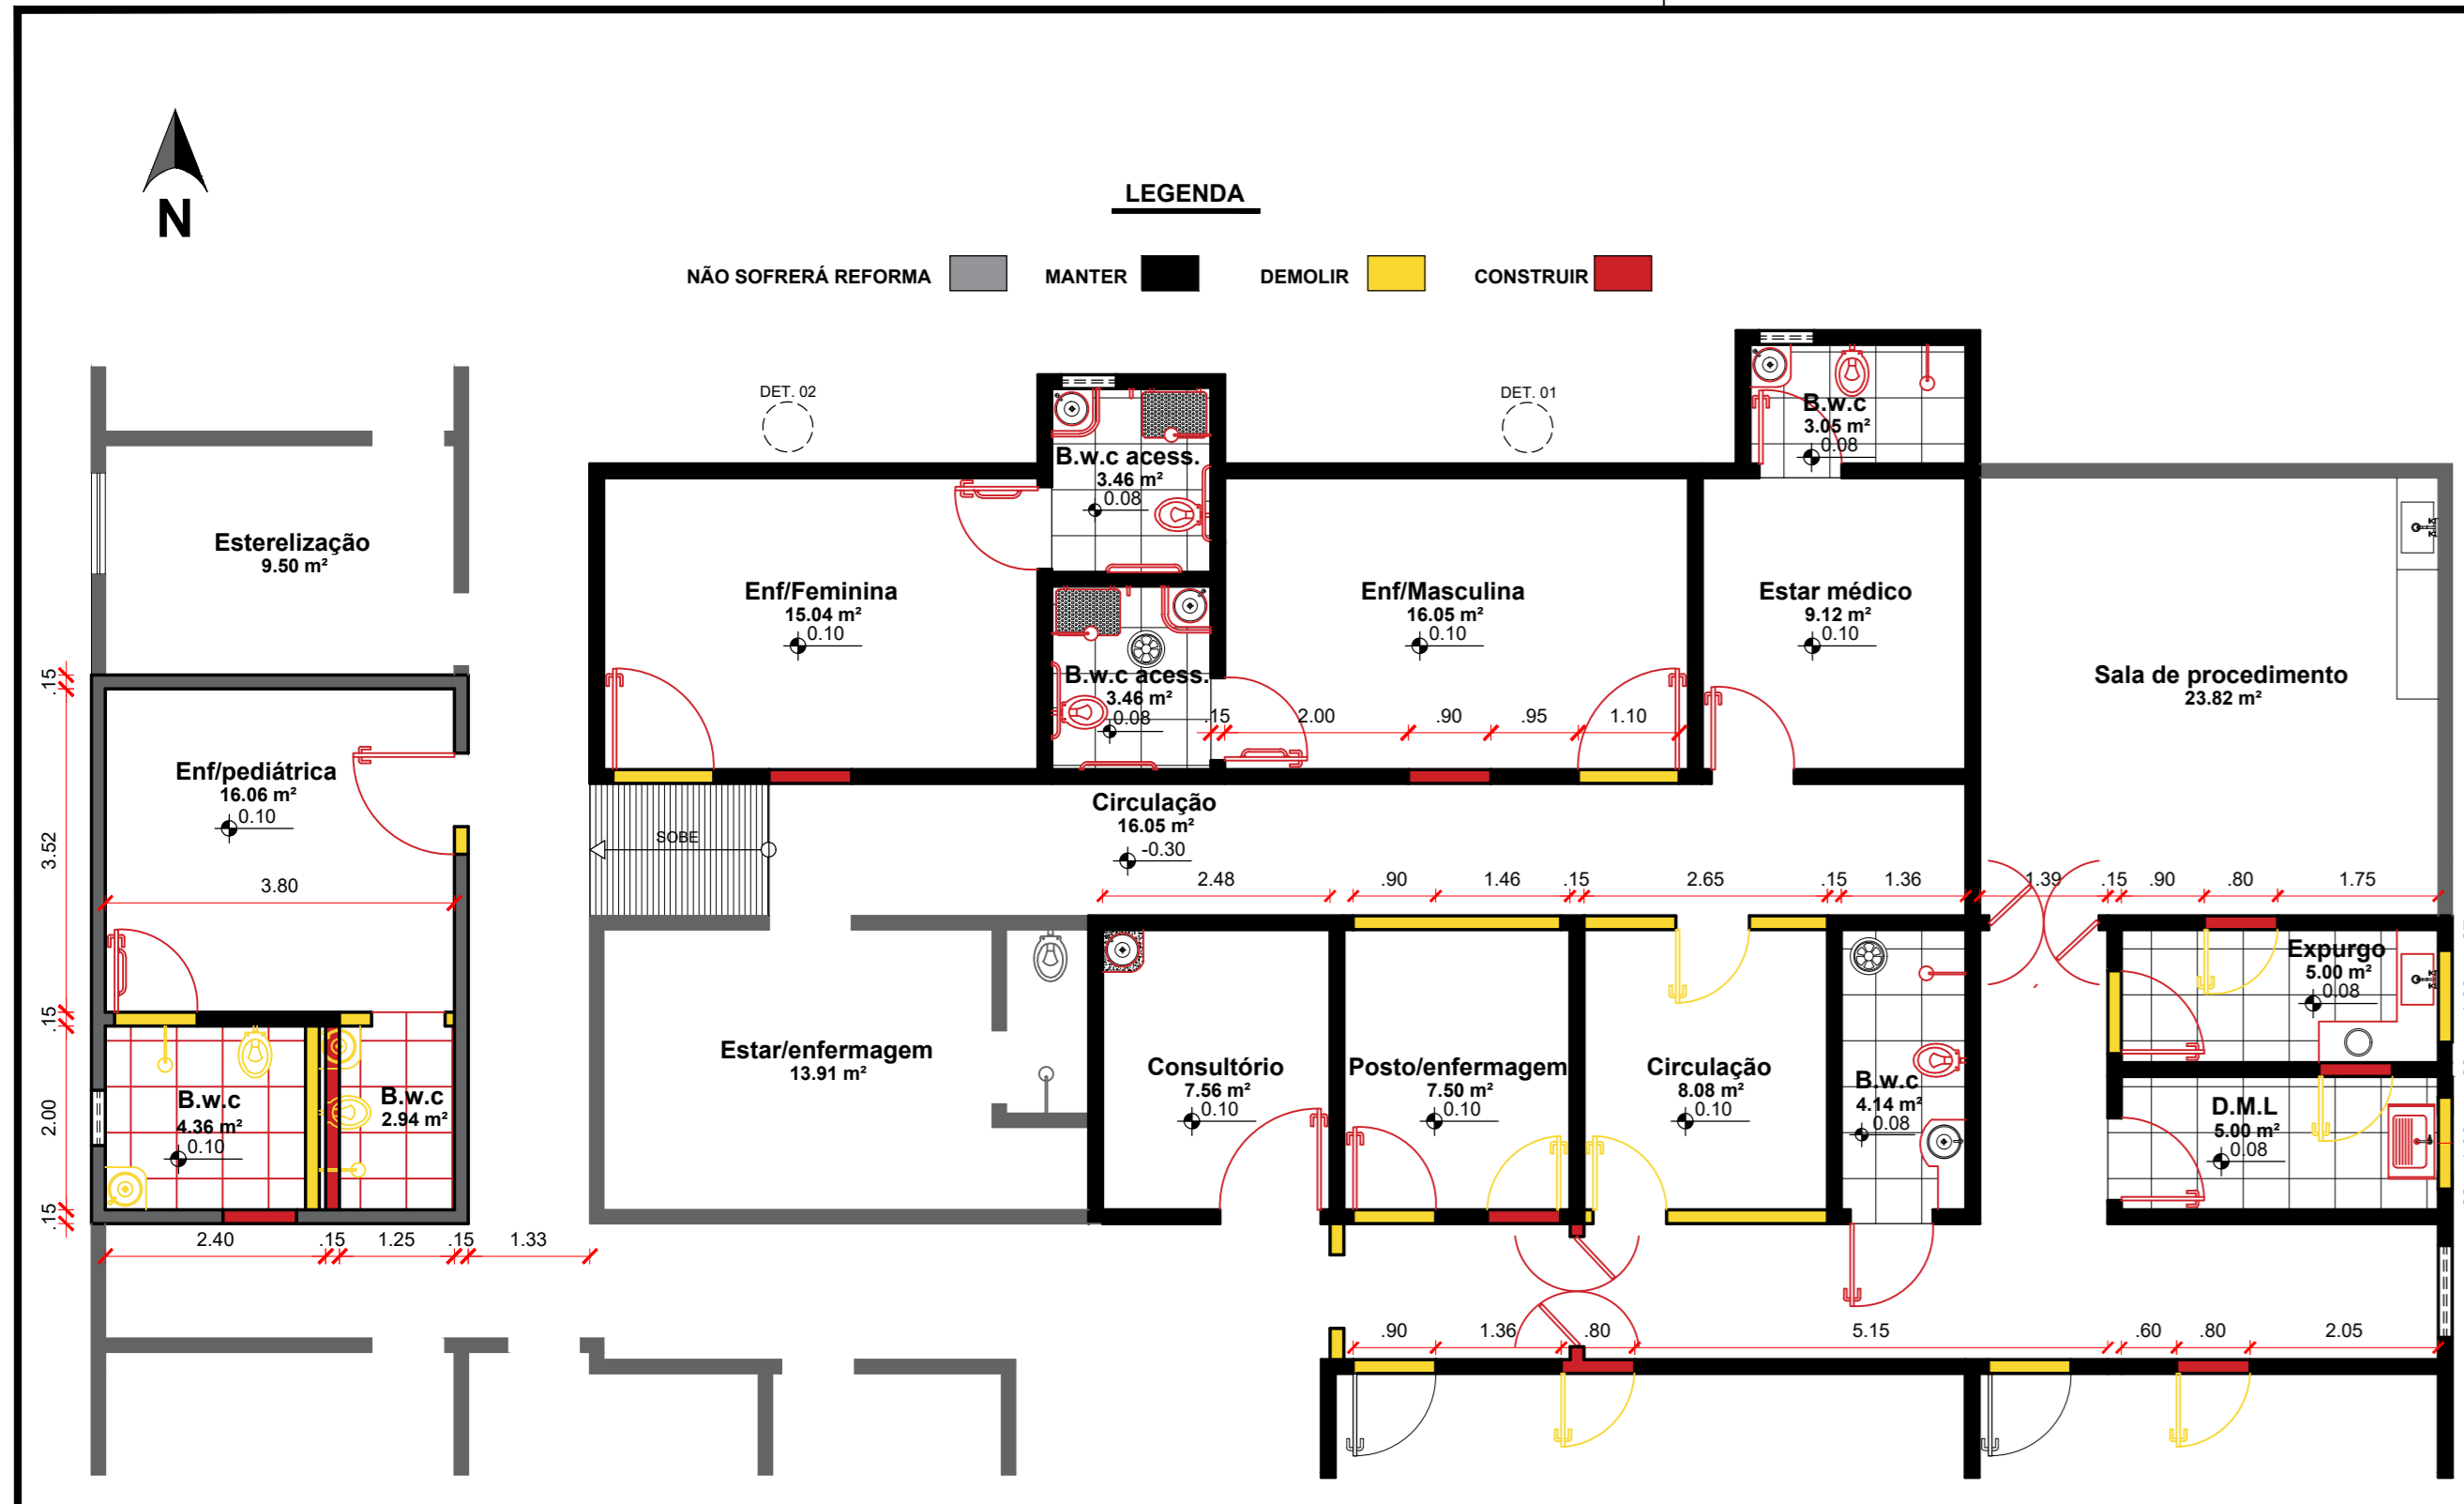 N
LEGENDA
NÃO SOFRERÁ REFORMA
MANTER
DEMOLIR
CONSTRUIR
DET. 02
DET. 01
B.w.c
3.05 m²
0.08
B.w.c acess.
3.46 m²
0.08
Esterelização
9.50 m²
Enf/Feminina
15.04 m²
0.10
Enf/Masculina
16.05 m²
0.10
Estar médico
9.12 m²
0.10
Sala de procedimento
23.82 m²
B.w.c acess.
3.46 m²
0.08
.15 2.00 .90 .95 1.10
.15
3.52
.15
2.00
.15
Enf/pediátrica
16.06 m²
0.10
3.80
Circulação
16.05 m²
-0.30
SOBE
2.48 .90 1.46 .15 2.65 .15 1.36 1.39 .15 .90 .80 1.75
Expurgo
5.00 m²
0.08
Estar/enfermagem
13.91 m²
Consultório
7.56 m²
0.10
Posto/enfermagem
7.50 m²
0.10
Circulação
8.08 m²
0.10
B.w.c
4.14 m²
0.08
D.M.L
5.00 m²
0.08
B.w.c
4.36 m²
0.10
B.w.c
2.94 m²
2.40 .15 1.25 .15 1.33
.90 1.36 .80 5.15 .60 .80 2.05